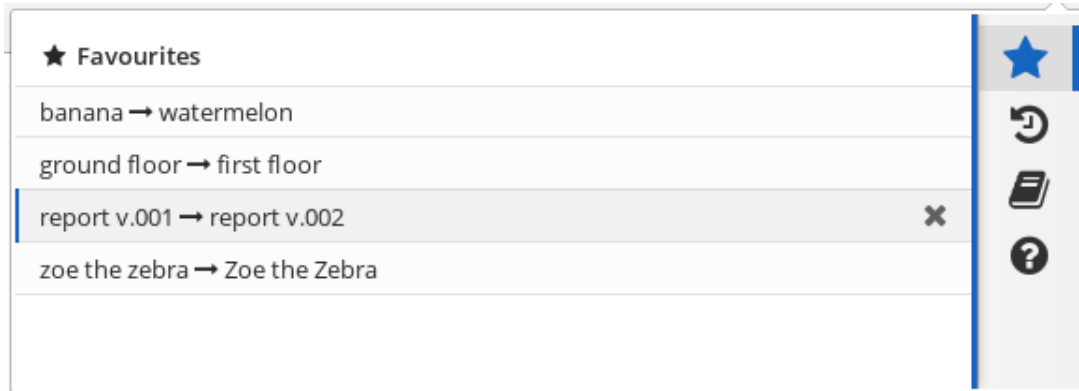 Favourites
banana → watermelon
ground floor → first floor
report v.001 → report v.002
zoe the zebra → Zoe the Zebra